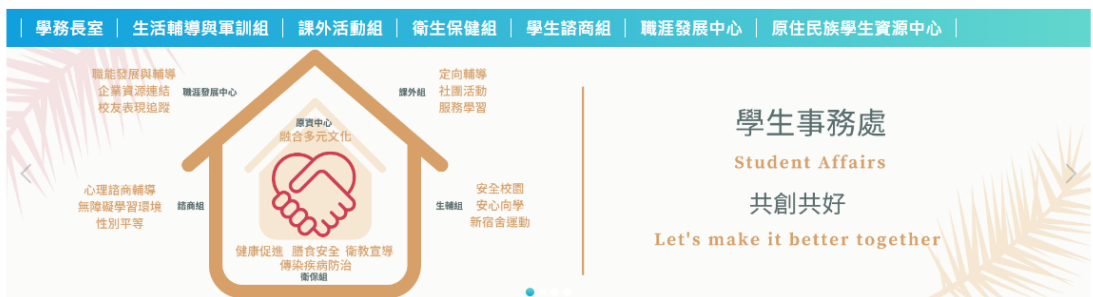 學務長室 生活輔導與軍訓組 課外活動組 衛生保健組 學生諮商組 職涯發展中心 原住民族學生資源中心
職能發展與輔導
企業資源連結
校友表現追蹤
職涯發展中心
定向輔導
社團活動
服務學習
課外組
原資中心
融合多元文化
心理諮商輔導
無障礙學習環境
性別平等
諮商組
安全校園
安心向學
新宿舍運動
生輔組
健康促進 膳食安全 衛教宣導
傳染疾病防治
衛保組
學生事務處
Student Affairs
共創共好
Let's make it better together